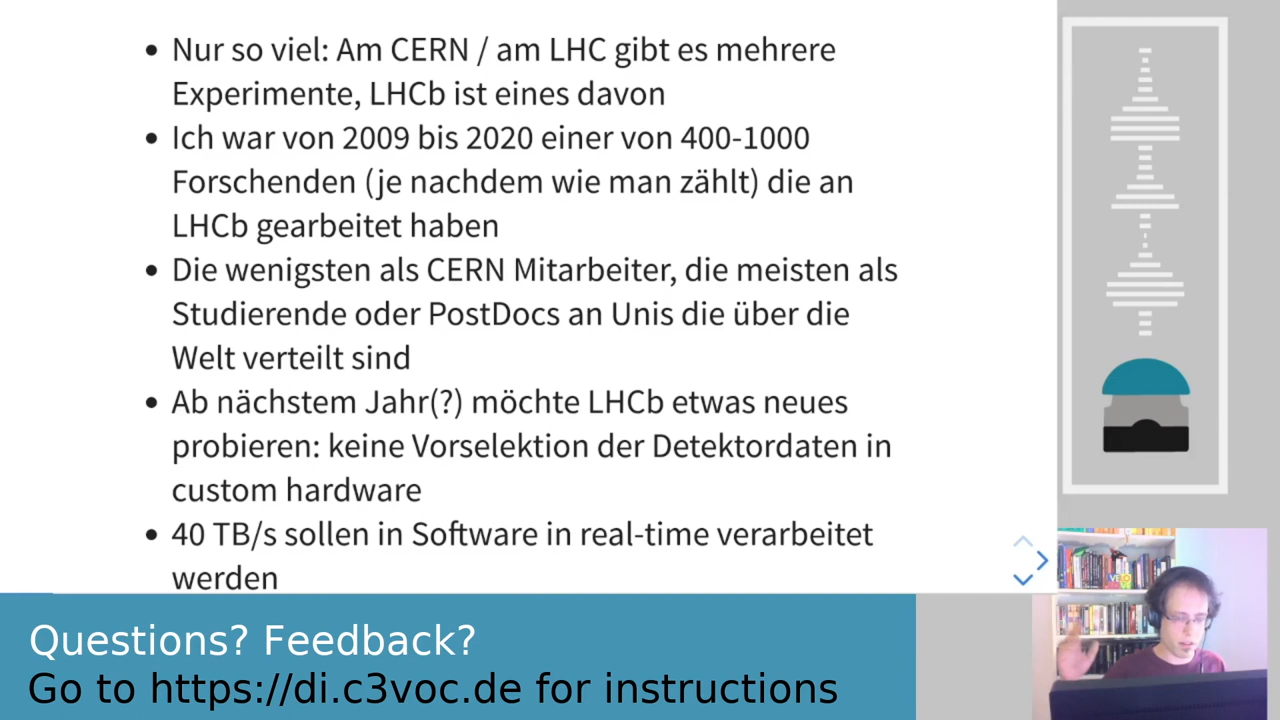 • Nur so viel: Am CERN / am LHC gibt es mehrere
Experimente, LHCb ist eines davon
• Ich war von 2009 bis 2020 einer von 400-1000
Forschenden (je nachdem wie man zählt) die an
LHCb gearbeitet haben
• Die wenigsten als CERN Mitarbeiter, die meisten als
Studierende oder PostDocs an Unis die über die
Welt verteilt sind
• Ab nächstem Jahr(?) möchte LHCb etwas neues
probieren: keine Vorselektion der Detektordaten in
custom hardware
• 40 TB/s sollen in Software in real-time verarbeitet
werden
Questions? Feedback?
Go to https://di.c3voc.de for instructions